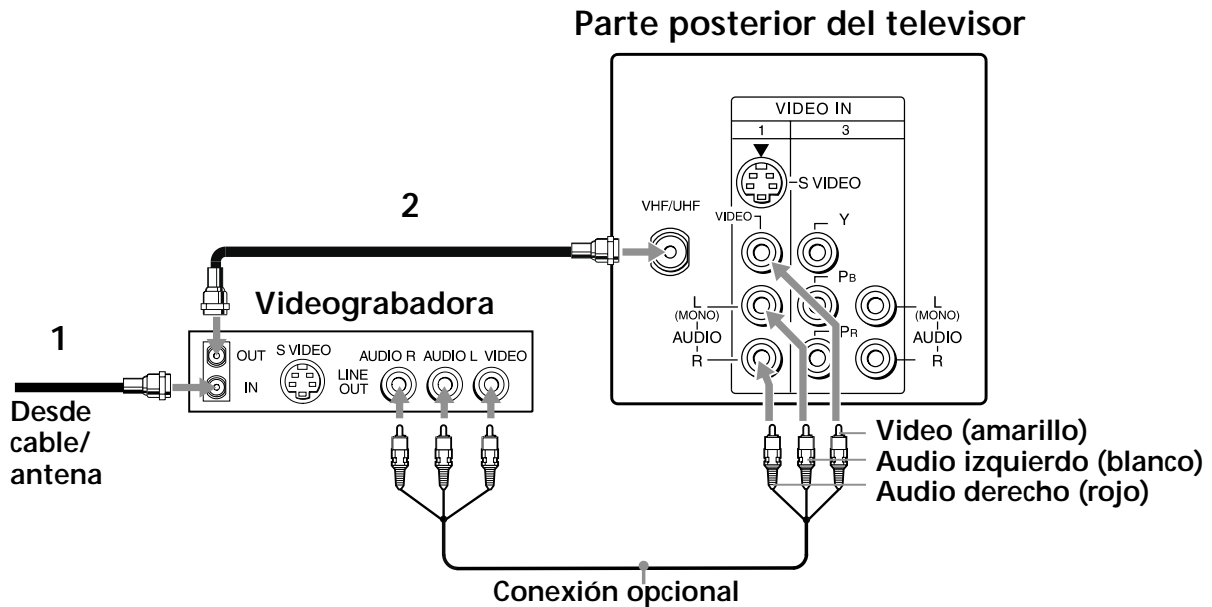 Parte posterior del televisor
VIDEO IN
1
3
S VIDEO
VHF/UHF
VIDEO
Y
PB
L
(MONO)
AUDIO
R
PR
L
(MONO)
AUDIO
R
2
Videograbadora
1
OUT
IN
S VIDEO
LINE
OUT
AUDIO R
AUDIO L
VIDEO
Desde
cable/
antena
Video (amarillo)
Audio izquierdo (blanco)
Audio derecho (rojo)
Conexión opcional